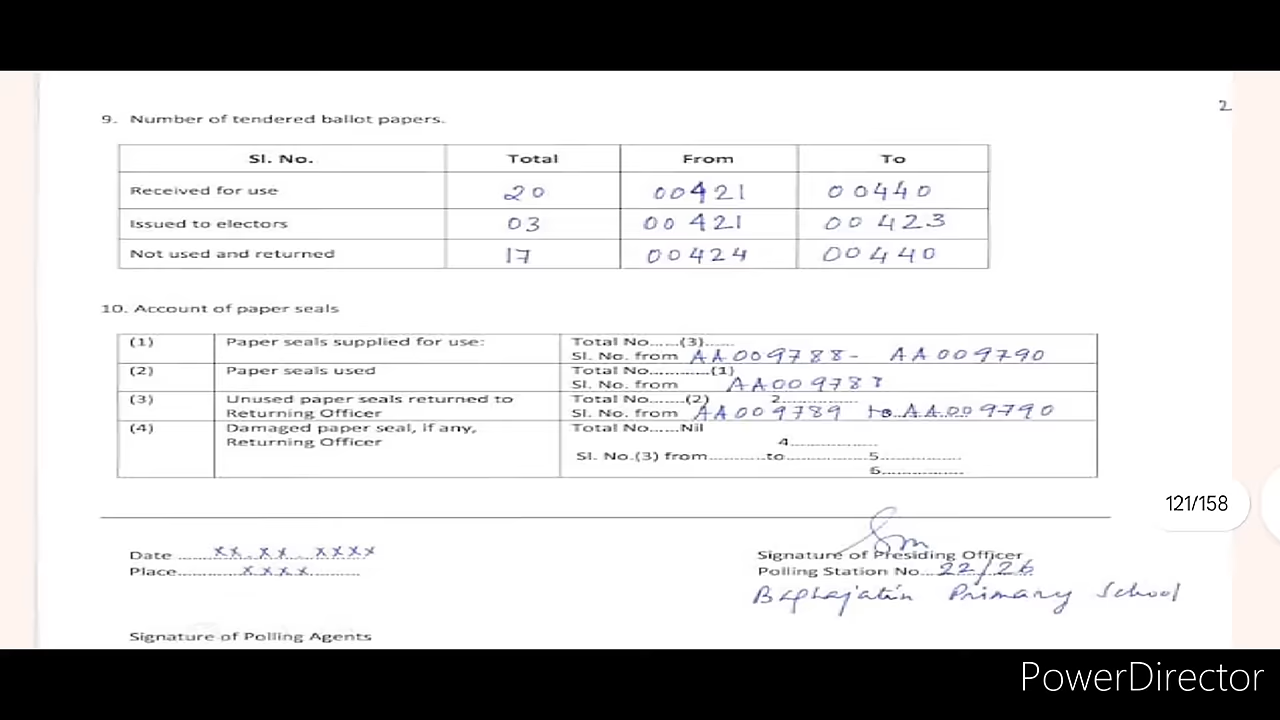 2
9. Number of tendered ballot papers.
Sl. No. Total From To
Received for use 20 00421 00440
Issued to electors 03 00421 00423
Not used and returned 17 00424 00440
10. Account of paper seals
(1) Paper seals supplied for use: Total No......(3)......
Sl. No. from AA009788- AA009790
(2) Paper seals used Total No............(1)
Sl. No. from AA009788
(3) Unused paper seals returned to Total No.......(2) 2...............
Returning Officer Sl. No. from AA009789 to AA009790
(4) Damaged paper seal, if any, Total No......Nil
Returning Officer 4.................
Sl. No.(3) from............to.................5................
6................
121/158
Date ......xx.xx.xxxx
Place............xxxx............
Signature of Presiding Officer
Polling Station No...22/26
Baghajatin Primary School
Signature of Polling Agents
PowerDirector